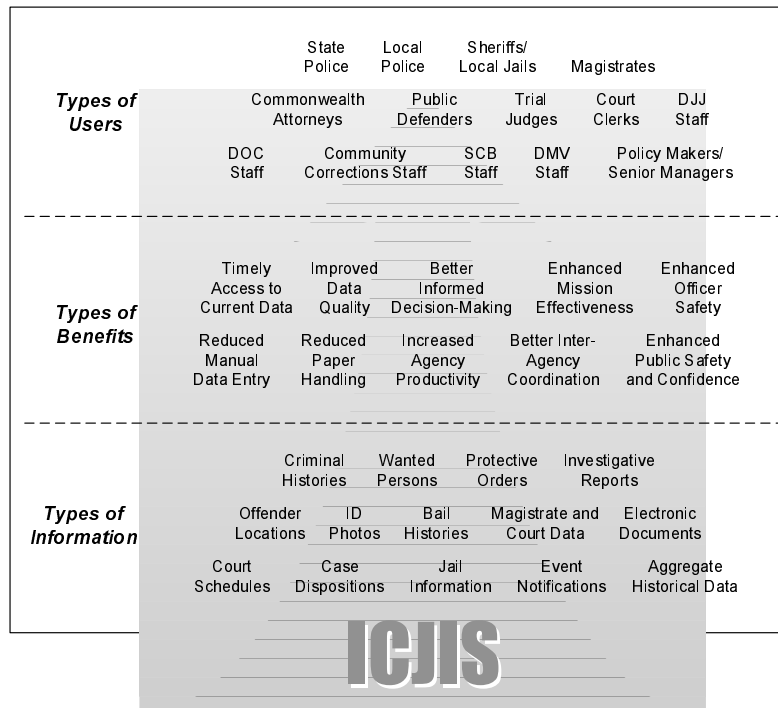 State Local Sheriffs/
Police Police Local Jails Magistrates
Types of Users
Commonwealth Public Trial Court DJJ
Attorneys Defenders Judges Clerks Staff
DOC Community SCB DMV Policy Makers/
Staff Corrections Staff Staff Staff Senior Managers
Types of Benefits
Timely Improved Better Enhanced Enhanced
Access to Data Informed Mission Officer
Current Data Quality Decision-Making Effectiveness Safety
Reduced Reduced Increased Better Inter- Enhanced
Manual Paper Agency Agency Public Safety
Data Entry Handling Productivity Coordination and Confidence
Types of Information
Criminal Wanted Protective Investigative
Histories Persons Orders Reports
Offender ID Bail Magistrate and Electronic
Locations Photos Histories Court Data Documents
Court Case Jail Event Aggregate
Schedules Dispositions Information Notifications Historical Data
ICJIS